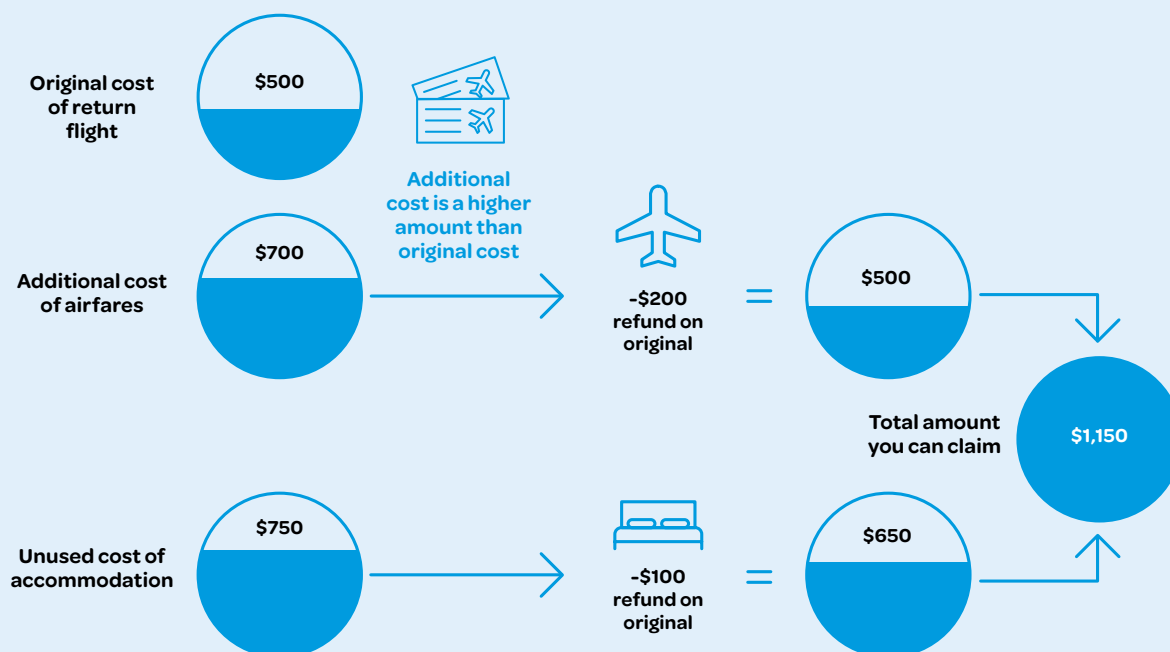 Original cost
of return
flight
$500
Additional
cost is a higher
amount than
original cost
Additional cost
of airfares
$700
-$200
refund on
original
=
$500
Total amount
you can claim
$1,150
Unused cost of
accommodation
$750
-$100
refund on
original
=
$650